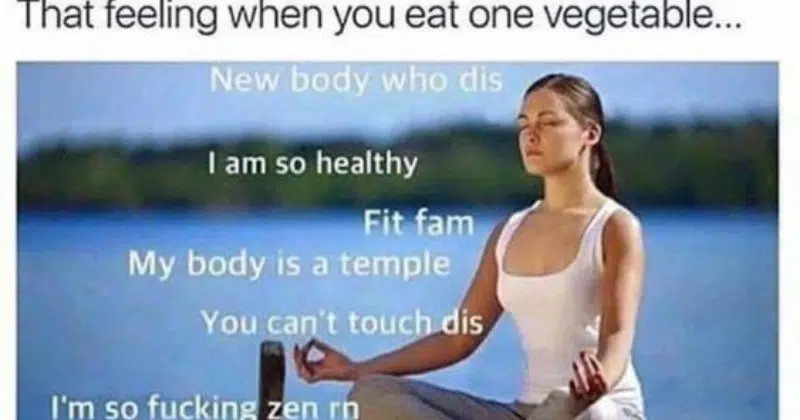 That feeling when you eat one vegetable...
New body who dis
I am so healthy
Fit fam
My body is a temple
You can't touch dis
I'm so fucking zen rn